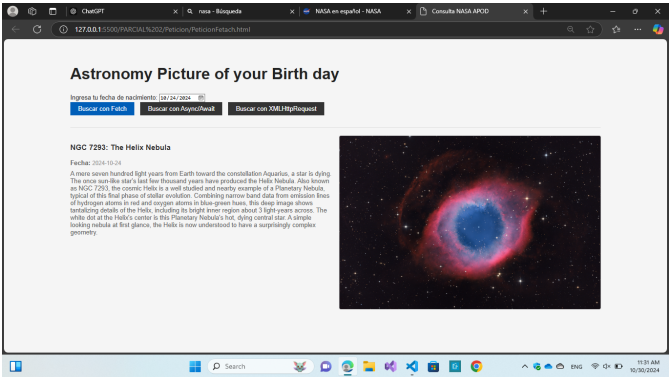 ChatGPT
nasa - Búsqueda
NASA en español - NASA
Consulta NASA APOD
127.0.0.1:5500/PARCIAL%202/Peticion/PeticionFetach.html
Astronomy Picture of your Birth day
Ingresa tu fecha de nacimiento: 10/24/2024
Buscar con Fetch
Buscar con Async/Await
Buscar con XMLHttpRequest
NGC 7293: The Helix Nebula
Fecha: 2024-10-24
A mere seven hundred light years from Earth toward the constellation Aquarius, a star is dying.
The once sun-like star's last few thousand years have produced the Helix Nebula. Also known
as NGC 7293, the cosmic Helix is a well studied and nearby example of a Planetary Nebula,
typical of this final phase of stellar evolution. Combining narrow band data from emission lines
of hydrogen atoms in red and oxygen atoms in blue-green hues, this deep image shows
tantalizing details of the Helix, including its bright inner region about 3 light-years across. The
white dot at the Helix's center is this Planetary Nebula's hot, dying central star. A simple
looking nebula at first glance, the Helix is now understood to have a surprisingly complex
geometry.
Search
ENG
11:31 AM
10/30/2024